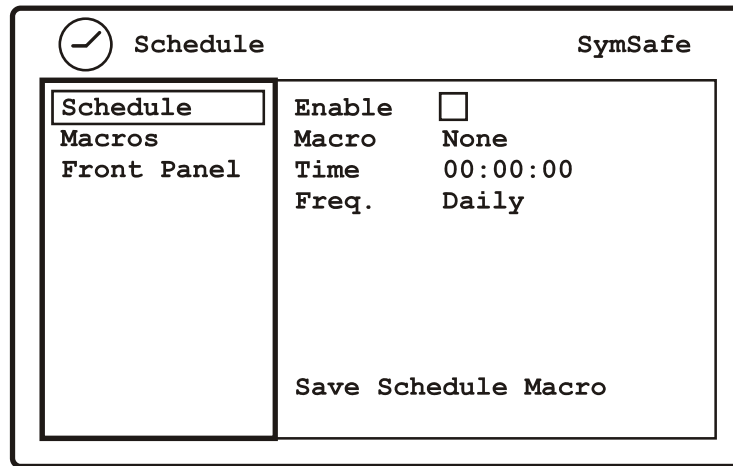 Schedule SymSafe
Schedule
Macros
Front Panel
Enable
Macro None
Time 00:00:00
Freq. Daily
Save Schedule Macro